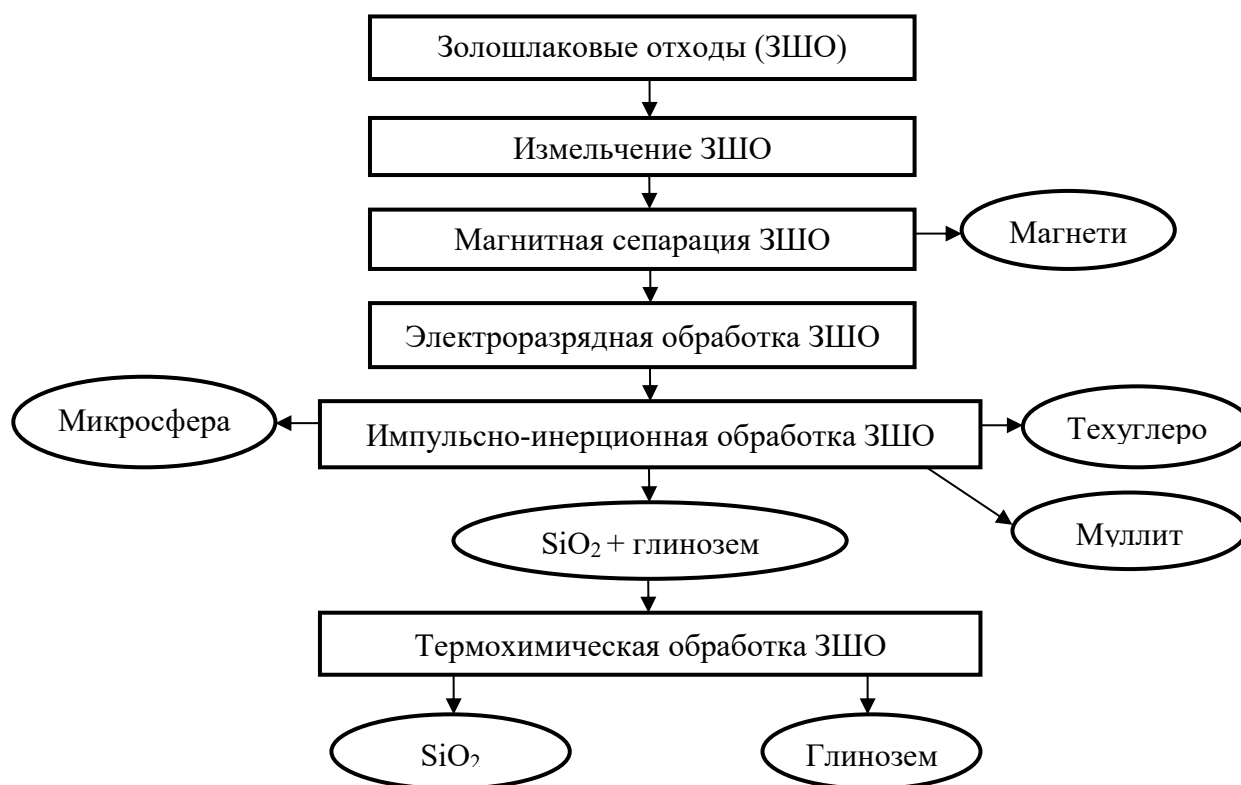 Золошлаковые отходы (ЗШО)
Измельчение ЗШО
Магнитная сепарация ЗШО
Магнети
Электроразрядная обработка ЗШО
Микросфера
Импульсно-инерционная обработка ЗШО
Техуглеро
Муллит
SiO₂ + глинозем
Термохимическая обработка ЗШО
SiO₂
Глинозем